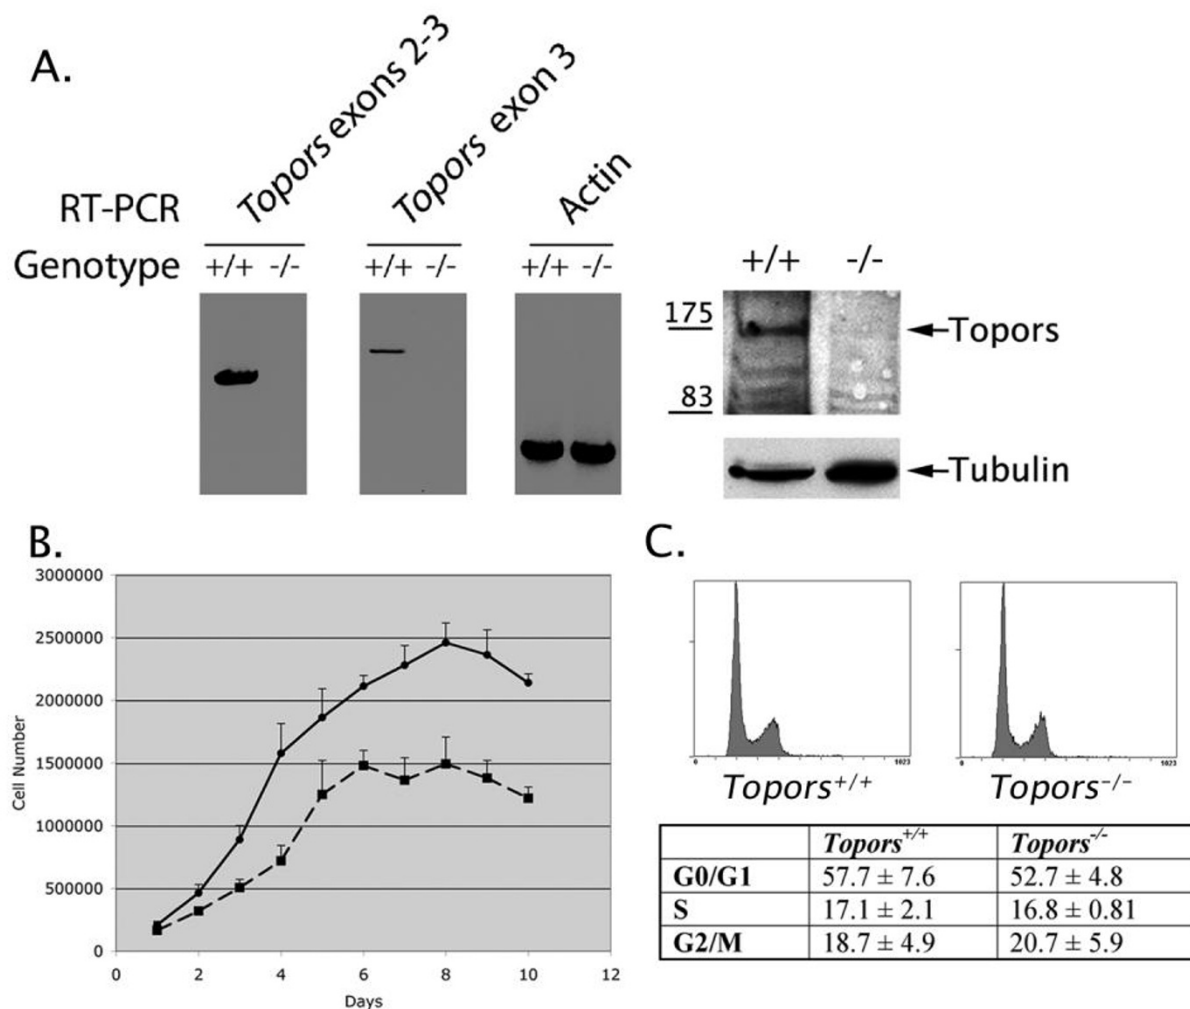 A.
RT-PCR
Topors exons 2-3
Topors exon 3
Actin
Genotype
+/+ -/-
+/+ -/-
+/+ -/-
+/+ -/-
175
Topors
83
Tubulin
B.
3000000
2500000
2000000
1500000
1000000
500000
0
Cell Number
0 2 4 6 8 10 12
Days
C.
0 1023
0 1023
Topors+/+
Topors-/-
Topors+/+ Topors-/-
G0/G1 57.7 ± 7.6 52.7 ± 4.8
S 17.1 ± 2.1 16.8 ± 0.81
G2/M 18.7 ± 4.9 20.7 ± 5.9